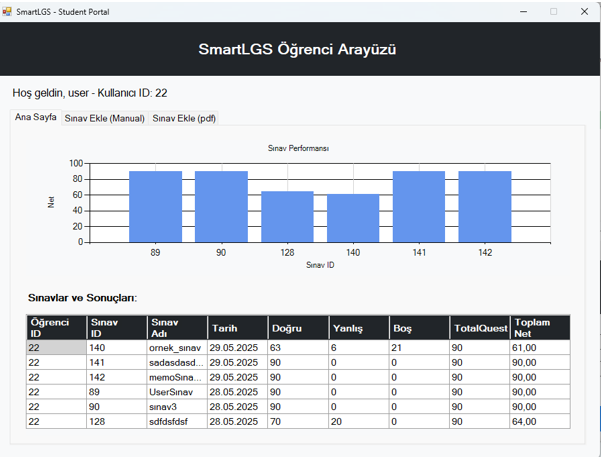 SmartLGS - Student Portal
SmartLGS Öğrenci Arayüzü
Hoş geldin, user - Kullanıcı ID: 22
Ana Sayfa Sınav Ekle (Manual) Sınav Ekle (pdf)
Sınav Performansı
Net
100
80
60
40
20
0
89 90 128 140 141 142
Sınav ID
Sınavlar ve Sonuçları:
Öğrenci ID Sınav ID Sınav Adı Tarih Doğru Yanlış Boş TotalQuest Toplam Net
22 140 ornek_sınav 29.05.2025 63 6 21 90 61,00
22 141 sadasdasd... 29.05.2025 90 0 0 90 90,00
22 142 memoSına... 29.05.2025 90 0 0 90 90,00
22 89 UserSınav 28.05.2025 90 0 0 90 90,00
22 90 sınav3 28.05.2025 90 0 0 90 90,00
22 128 sdfdsfdsf 28.05.2025 70 20 0 90 64,00